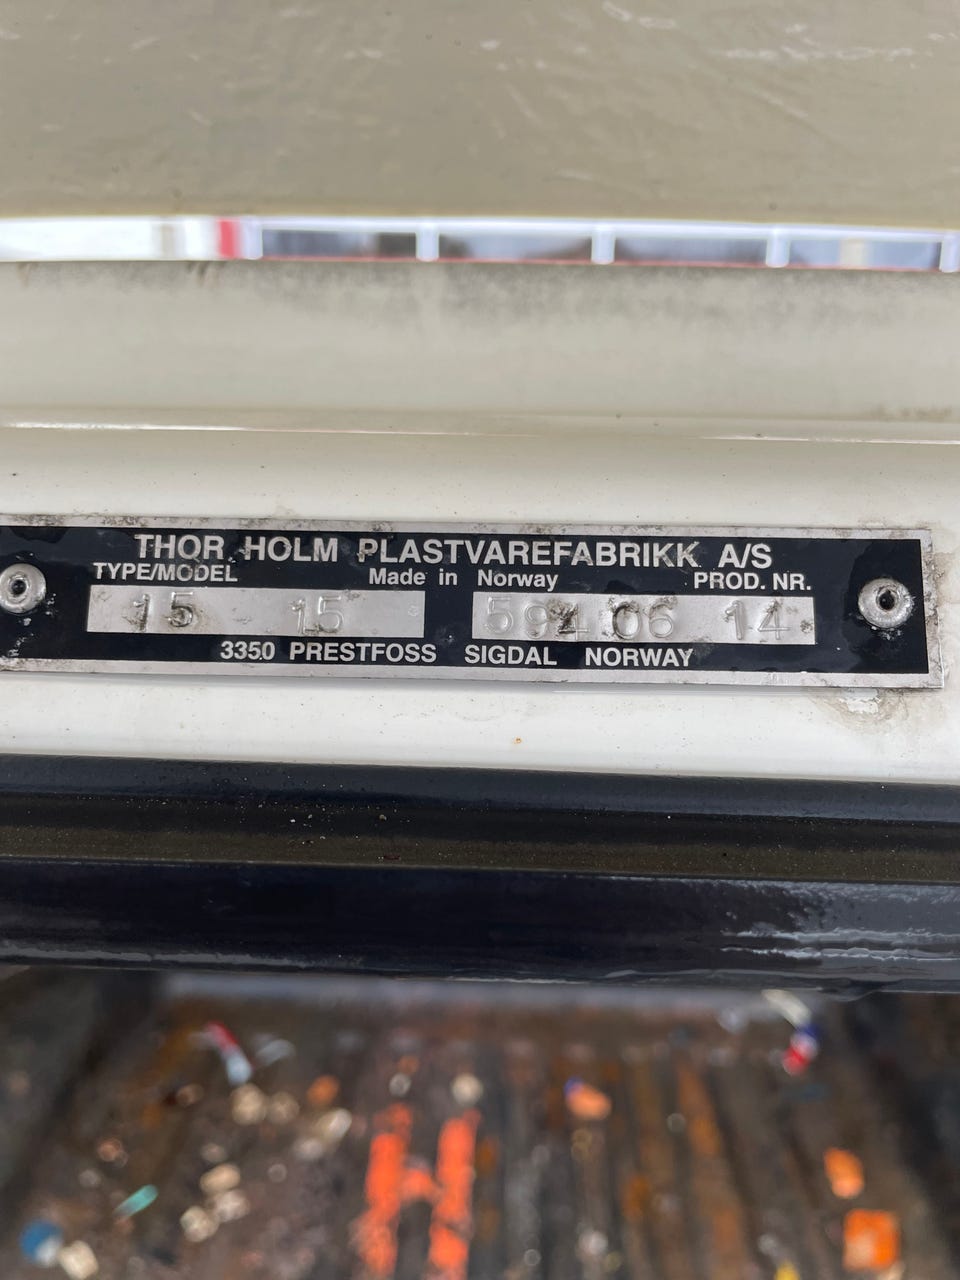 THOR HOLM PLASTVAREFABRIKK A/S
TYPE/MODEL Made in Norway PROD. NR.
15 15 594 06 14
3350 PRESTFOSS SIGDAL NORWAY